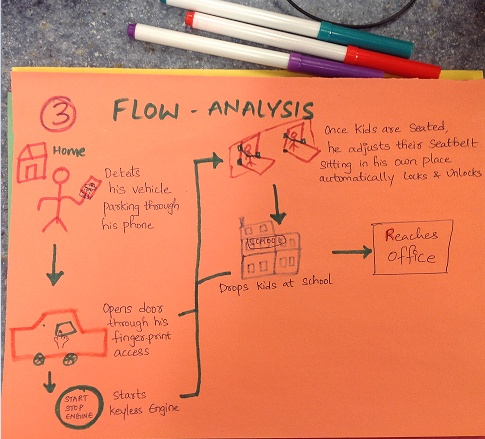 3
FLOW - ANALYSIS
Home
Detets
his vehicle
parking through
his phone
Opens door
through his
finger.print
access
START
STOP
ENGINE
Starts
keyless Engine
Once kids are Seated,
he adjusts their Seatbelt
Sitting in his own place
automatically Locks & Unlocks
SCHOOL
Drops kids at School
Reaches
Office